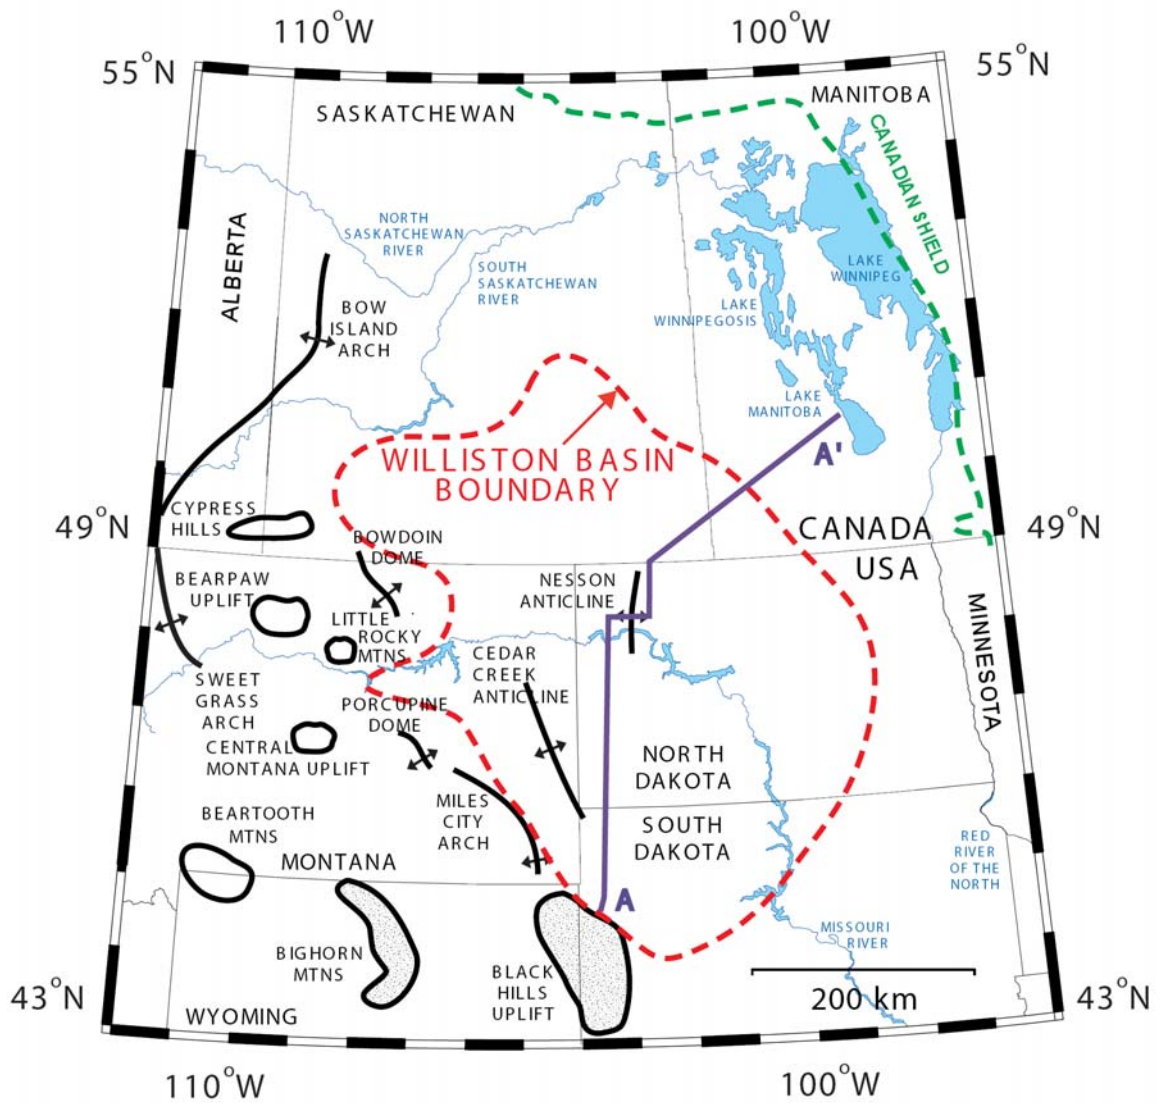 110°W
100°W
55°N
55°N
SASKATCHEWAN
MANITOBA
CANADIAN SHIELD
ALBERTA
NORTH
SASKATCHEWAN
RIVER
SOUTH
SASKATCHEWAN
RIVER
LAKE
WINNIPEG
LAKE
WINNIPEGOSIS
BOW
ISLAND
ARCH
LAKE
MANITOBA
A'
WILLISTON BASIN
BOUNDARY
CYPRESS
HILLS
49°N
49°N
CANADA
USA
BOWDOIN
DOME
BEARPAW
UPLIFT
NESSON
ANTICLINE
LITTLE
ROCKY
MTNS
MINNESOTA
CEDAR
CREEK
ANTICLINE
SWEET
GRASS
ARCH
PORCUPINE
DOME
CENTRAL
MONTANA UPLIFT
NORTH
DAKOTA
MILES
CITY
ARCH
BEARTOOTH
MTNS
SOUTH
DAKOTA
RED
RIVER
OF THE
NORTH
MONTANA
A
MISSOURI
RIVER
BIGHORN
MTNS
BLACK
HILLS
UPLIFT
200 km
43°N
43°N
WYOMING
110°W
100°W